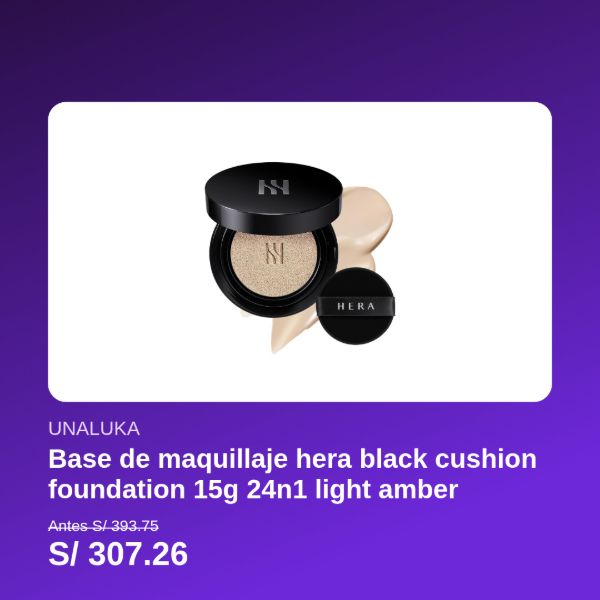 HERA
UNALUKA
Base de maquillaje hera black cushion
foundation 15g 24n1 light amber
Antes S/ 393.75
S/ 307.26